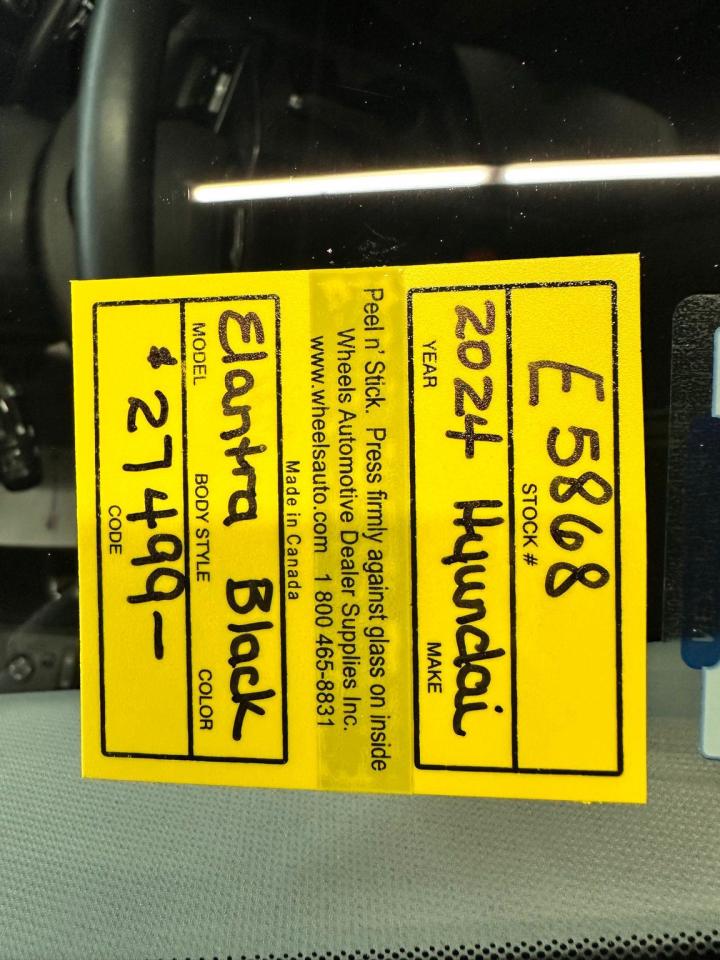 E5868
STOCK #
2024 Hyundai
YEAR MAKE
Peel n' Stick. Press firmly against glass on inside
Wheels Automotive Dealer Supplies Inc.
www.wheelsauto.com 1 800 465-8831
Made in Canada
Elantra Black
MODEL BODY STYLE COLOR
$27499-
CODE